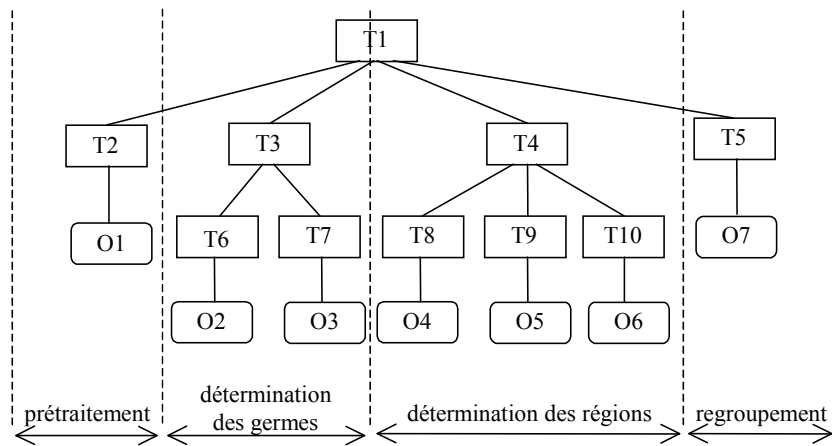 T1
T2
T3
T4
T5
O1
T6
T7
T8
T9
T10
O7
O2
O3
O4
O5
O6
prétraitement
détermination
des germes
détermination des régions
regroupement